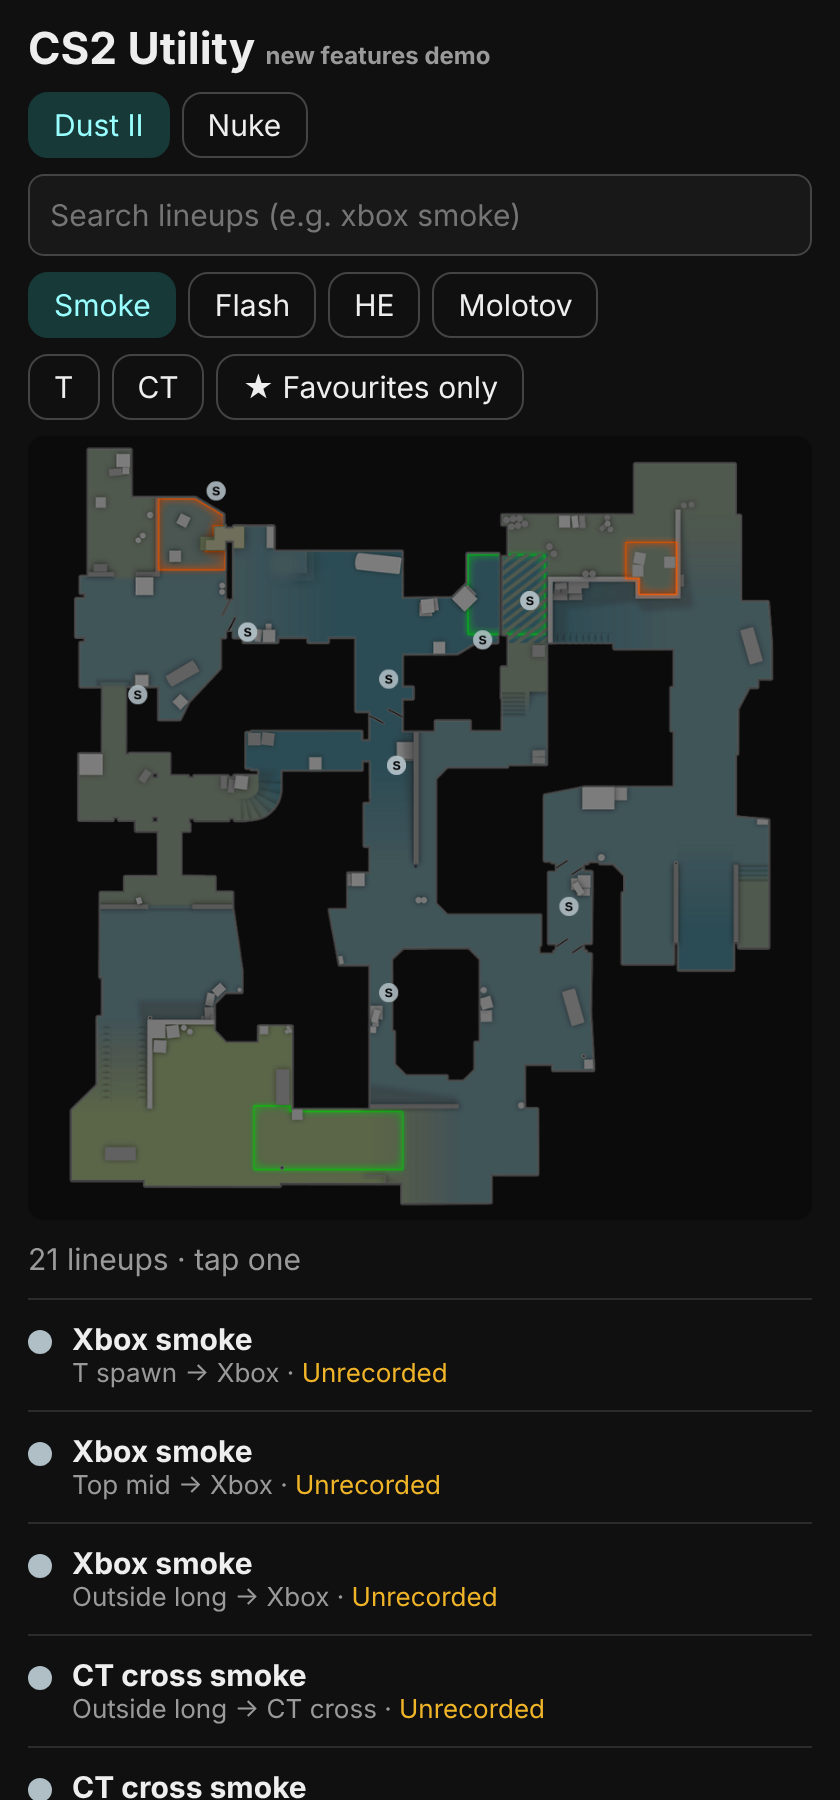 CS2 Utility new features demo
Dust II Nuke
Search lineups (e.g. xbox smoke)
Smoke Flash HE Molotov
T CT ★ Favourites only
S
S
S
S
S
S
S
S
S
21 lineups · tap one
Xbox smoke
T spawn → Xbox · Unrecorded
Xbox smoke
Top mid → Xbox · Unrecorded
Xbox smoke
Outside long → Xbox · Unrecorded
CT cross smoke
Outside long → CT cross · Unrecorded
CT cross smoke